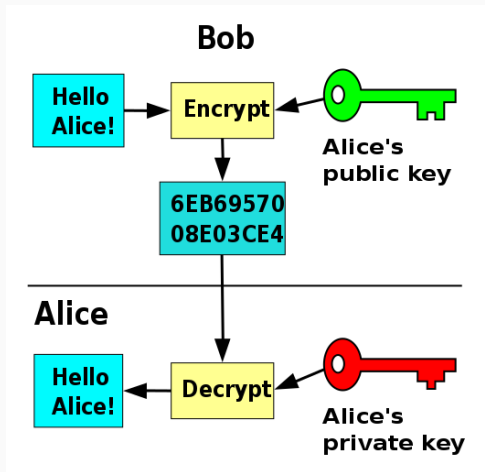 Bob
Hello
Alice!
Encrypt
Alice's
public key
6EB69570
08E03CE4
Alice
Hello
Alice!
Decrypt
Alice's
private key